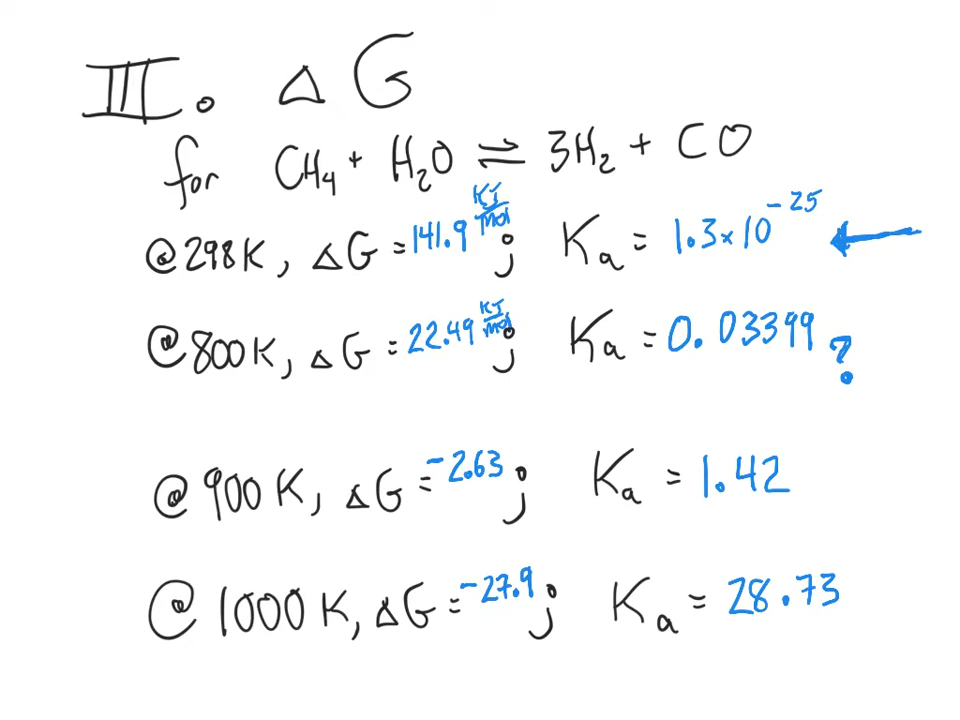 III. ΔG
for CH₄ + H₂O ⇌ 3H₂ + CO
@298K, ΔG = 141.9 KJ/mol ; Ka = 1.3×10⁻²⁵ ←
@800K, ΔG = 22.49 KJ/mol ; Ka = 0.03399 ?
@900K, ΔG = -2.63 ; Ka = 1.42
@1000K, ΔG = -27.9 ; Ka = 28.73